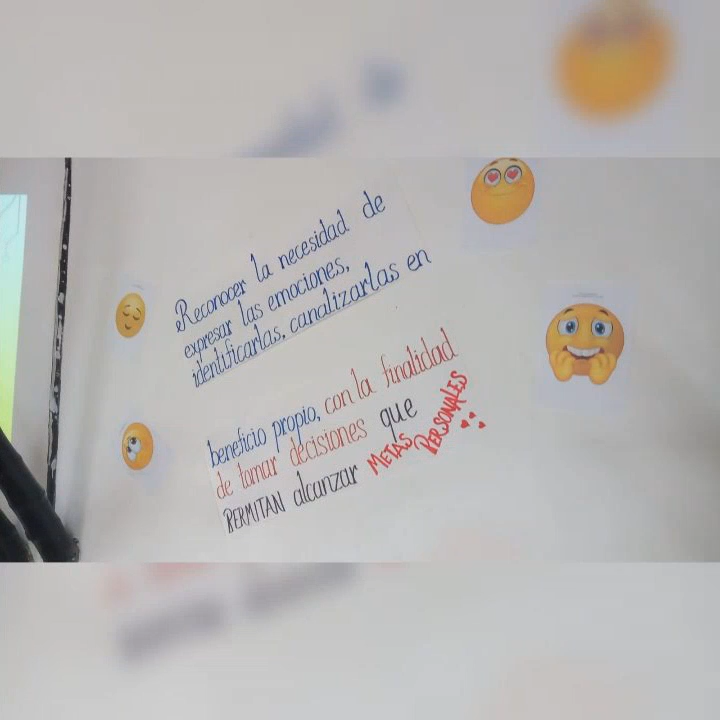 Reconocer la necesidad de
expresar las emociones,
identificarlas, canalizarlas en
beneficio propio, con la finalidad
de tomar decisiones que
PERMITAN alcanzar METAS PERSONALES